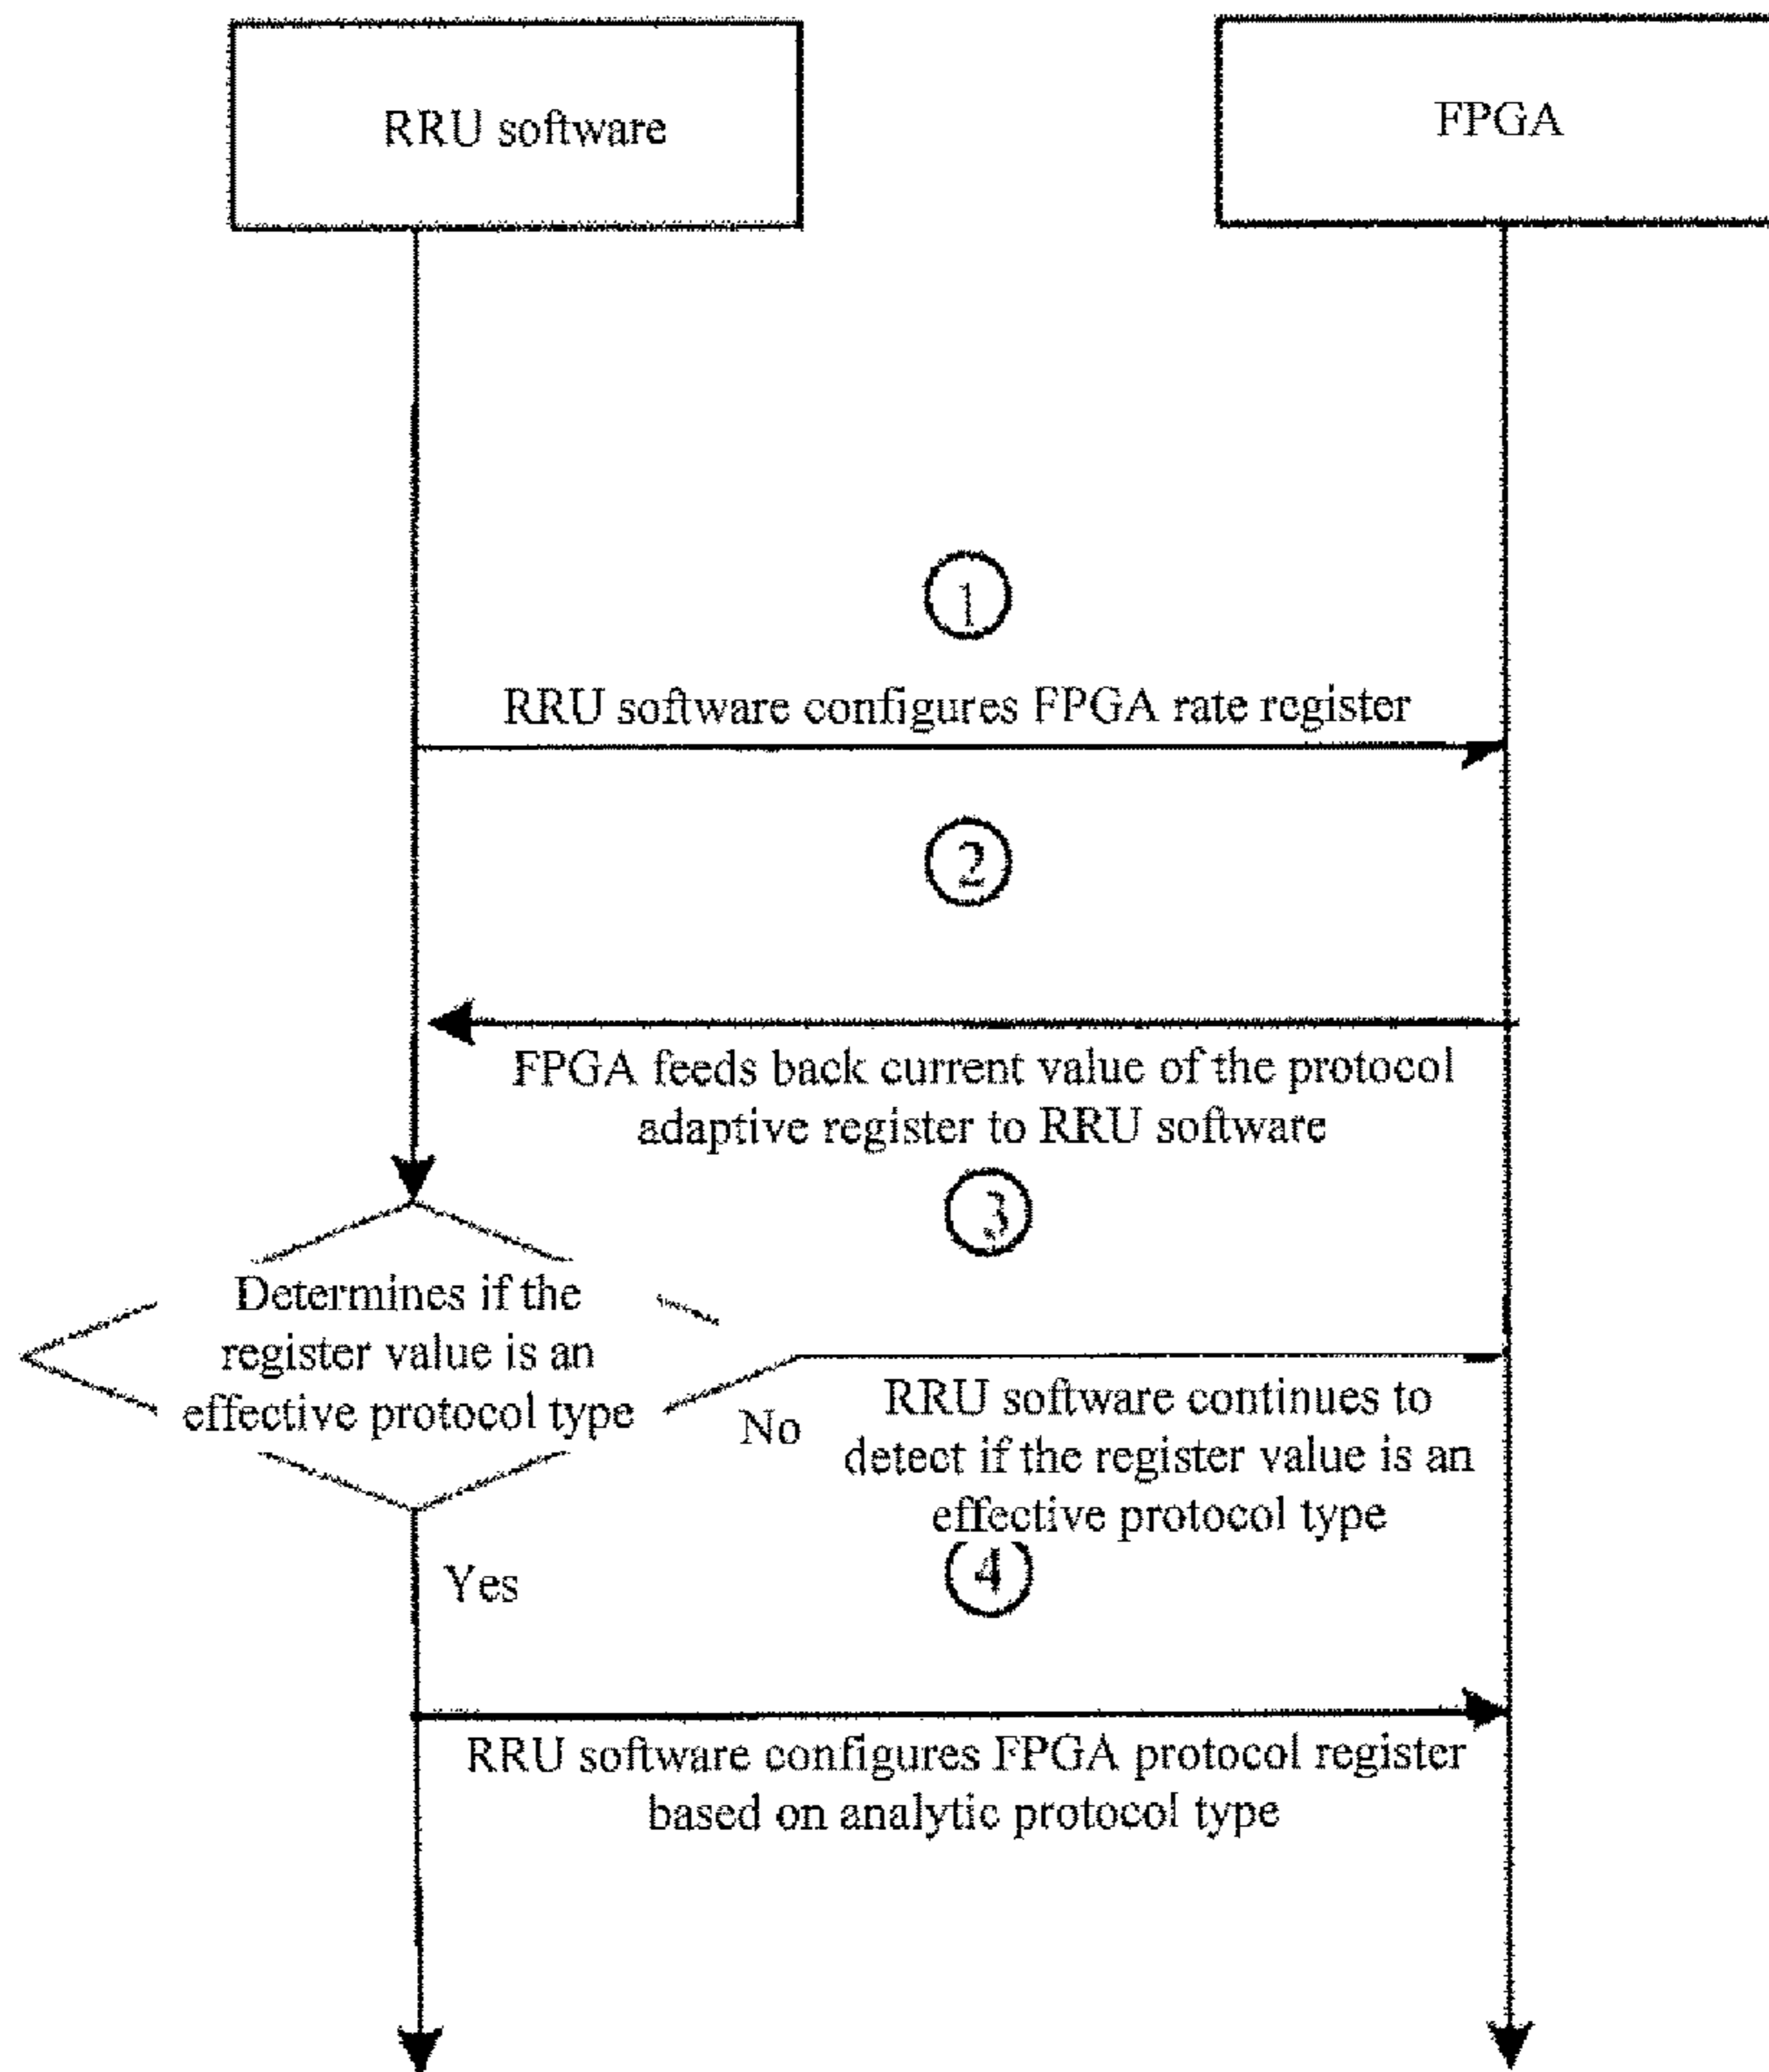 RRU software
FPGA
1
RRU software configures FPGA rate register
2
FPGA feeds back current value of the protocol
adaptive register to RRU software
3
Determines if the
register value is an
effective protocol type
No
RRU software continues to
detect if the register value is an
effective protocol type
4
Yes
RRU software configures FPGA protocol register
based on analytic protocol type